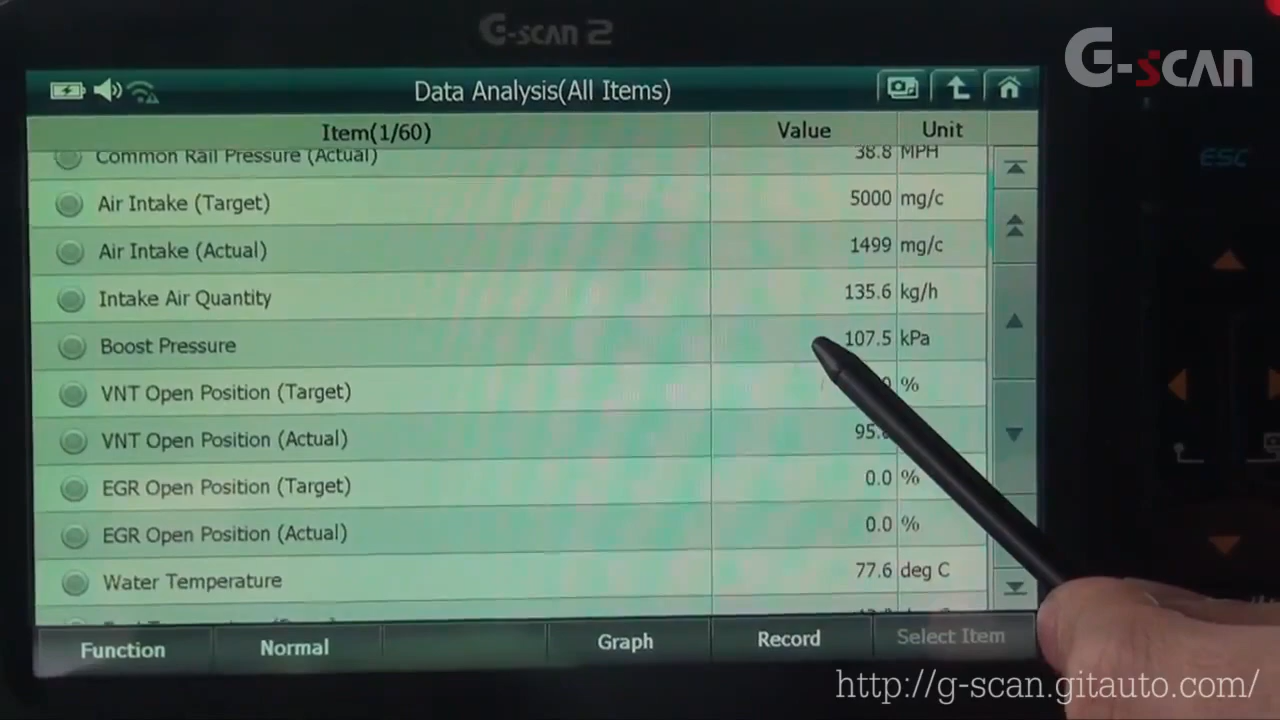 G-scan 2
G-scan
Data Analysis(All Items)
Item(1/60) Value Unit
ESC
Common Rail Pressure (Actual) 38.8 MPH
Air Intake (Target) 5000 mg/c
Air Intake (Actual) 1499 mg/c
Intake Air Quantity 135.6 kg/h
Boost Pressure 107.5 kPa
VNT Open Position (Target) %
VNT Open Position (Actual)
EGR Open Position (Target) 0.0 %
EGR Open Position (Actual) 0.0 %
Water Temperature 77.6 deg C
Function Normal Graph Record Select Item
http://g-scan.gitauto.com/